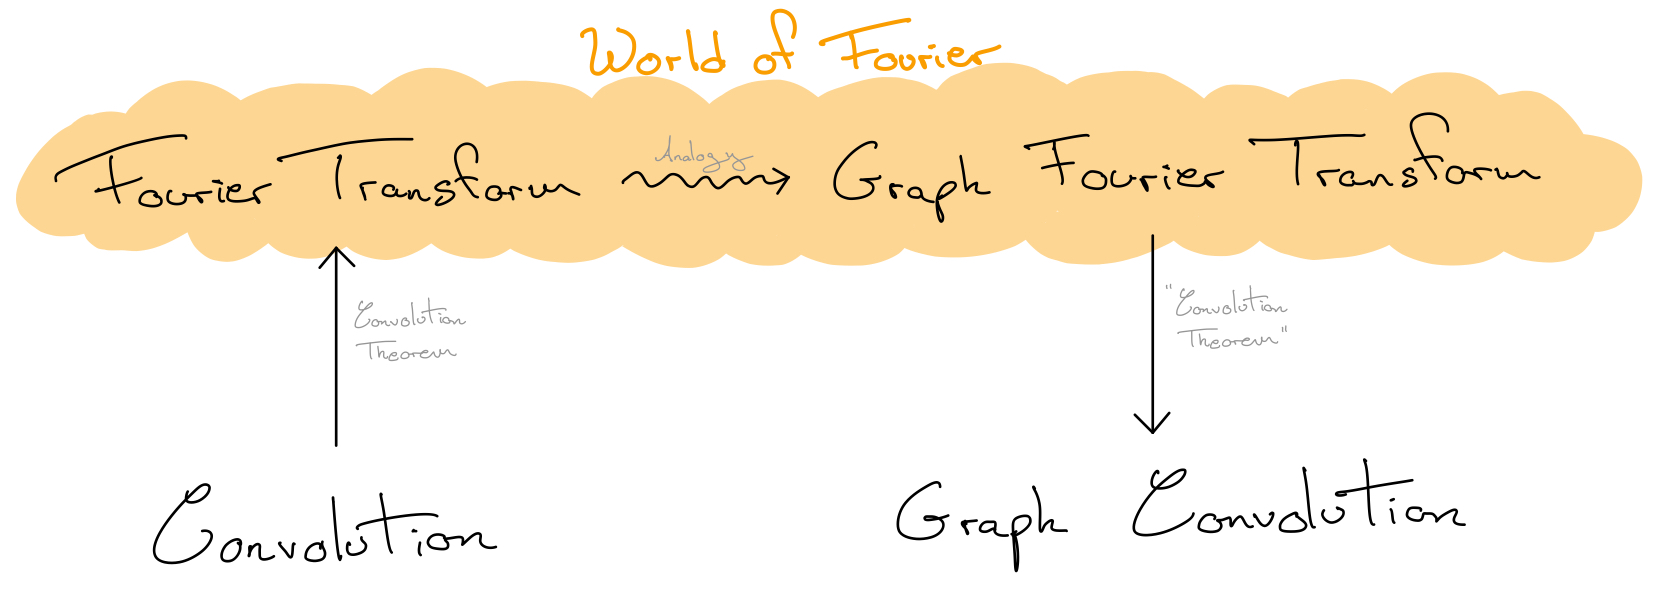 World of Fourier
Fourier Transform
Analogy
Graph Fourier Transform
Convolution
Theorem
"Convolution
Theorem"
Convolution
Graph Convolution